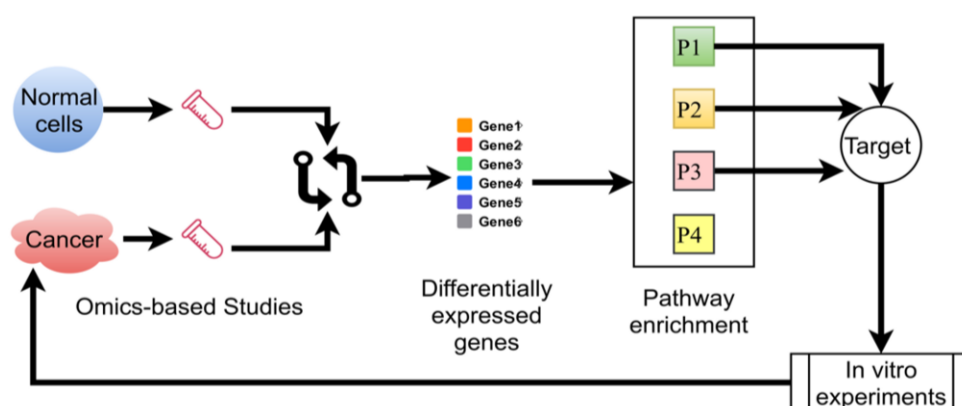 Normal
cells
Cancer
Omics-based Studies
Gene1
Gene2
Gene3
Gene4
Gene5
Gene6
Differentially
expressed
genes
P1
P2
P3
P4
Pathway
enrichment
Target
In vitro
experiments